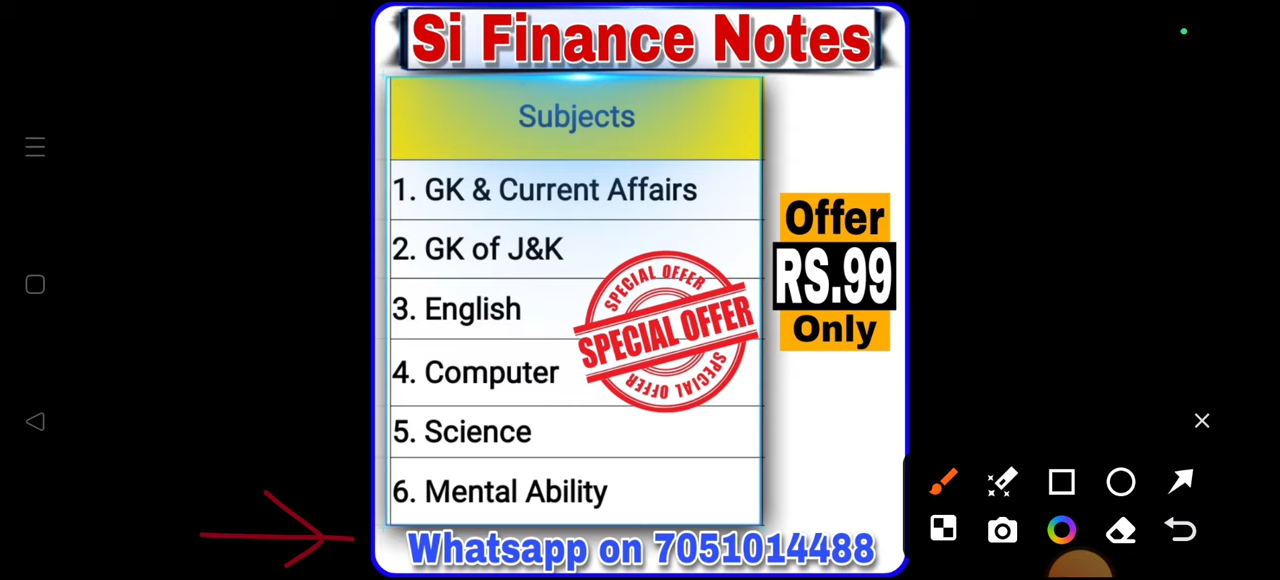 Si Finance Notes
Subjects
1. GK & Current Affairs
2. GK of J&K
3. English
4. Computer
5. Science
6. Mental Ability
SPECIAL OFFER
SPECIAL OFFER
SPECIAL OFFER
Offer
RS.99
Only
Whatsapp on 7051014488